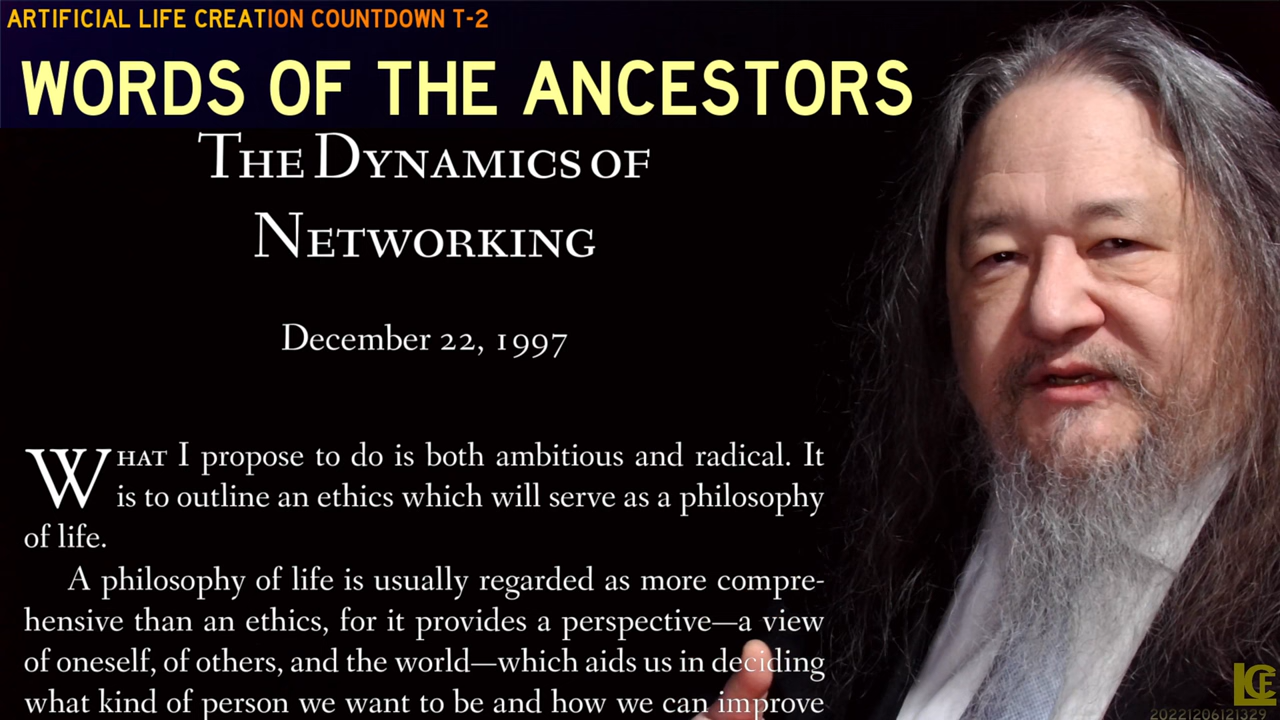 ARTIFICIAL LIFE CREATION COUNTDOWN T-2
WORDS OF THE ANCESTORS
THE DYNAMICS OF
NETWORKING
December 22, 1997
WHAT I propose to do is both ambitious and radical. It
is to outline an ethics which will serve as a philosophy
of life.
A philosophy of life is usually regarded as more compre-
hensive than an ethics, for it provides a perspective—a view
of oneself, of others, and the world—which aids us in deciding
what kind of person we want to be and how we can improve
20221206121329